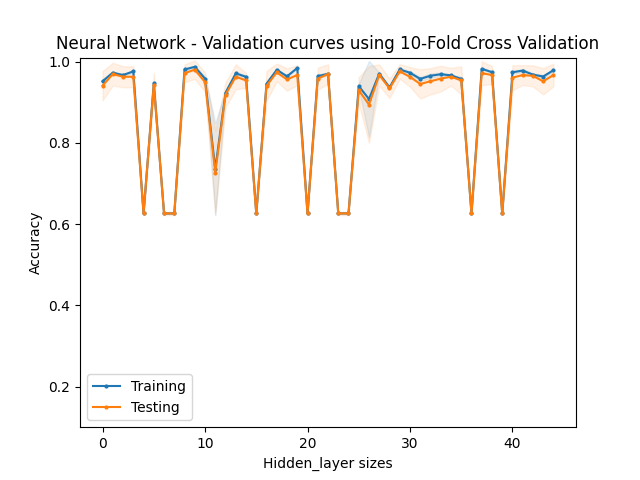 Neural Network - Validation curves using 10-Fold Cross Validation
1.0
0.8
0.6
0.4
0.2
Accuracy
Training
Testing
0 10 20 30 40
Hidden_layer sizes